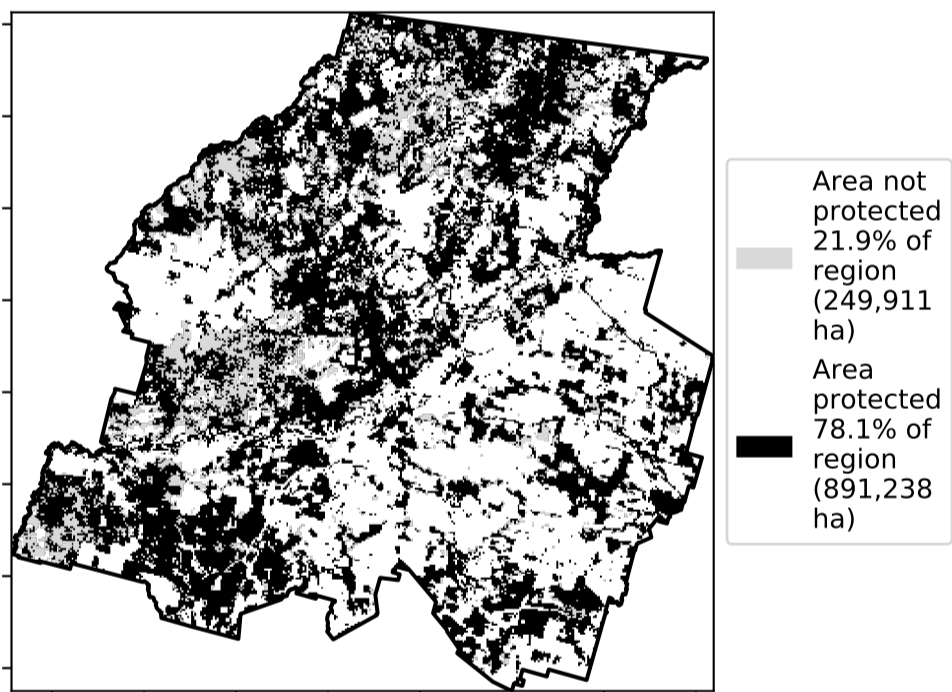 Area not
protected
21.9% of
region
(249,911
ha)
Area
protected
78.1% of
region
(891,238
ha)